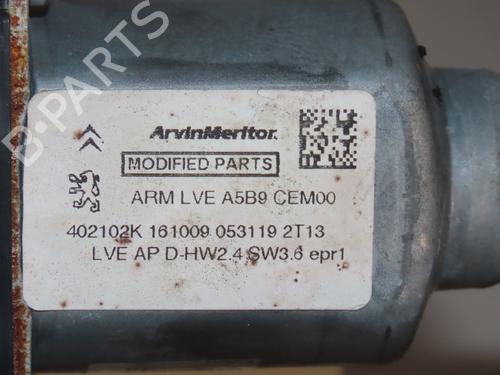 ArvinMeritor
MODIFIED PARTS
ARM LVE A5B9 CEM00
402102K 161009 053119 2T13
LVE AP D-HW2.4 SW3.6 epr1
B-PARTS